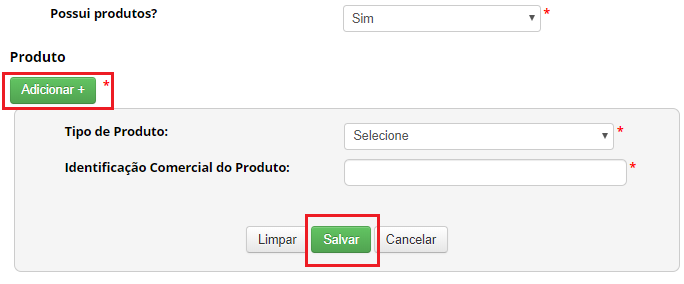 Possui produtos? Sim *
Produto
Adicionar + *
Tipo de Produto: Selecione *
Identificação Comercial do Produto: *
Limpar Salvar Cancelar